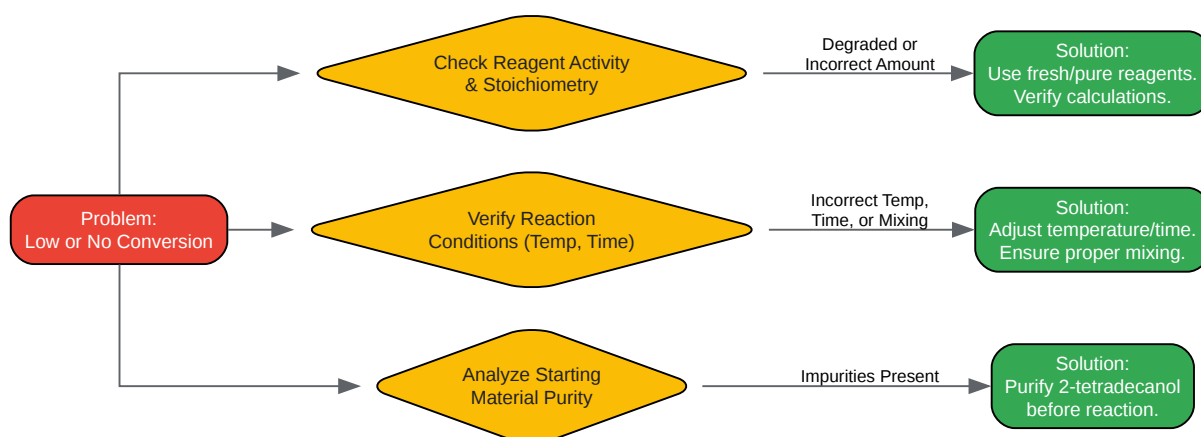 Problem:
Low or No Conversion
Check Reagent Activity
& Stoichiometry
Degraded or
Incorrect Amount
Solution:
Use fresh/pure reagents.
Verify calculations.
Verify Reaction
Conditions (Temp, Time)
Incorrect Temp,
Time, or Mixing
Solution:
Adjust temperature/time.
Ensure proper mixing.
Analyze Starting
Material Purity
Impurities Present
Solution:
Purify 2-tetradecanol
before reaction.